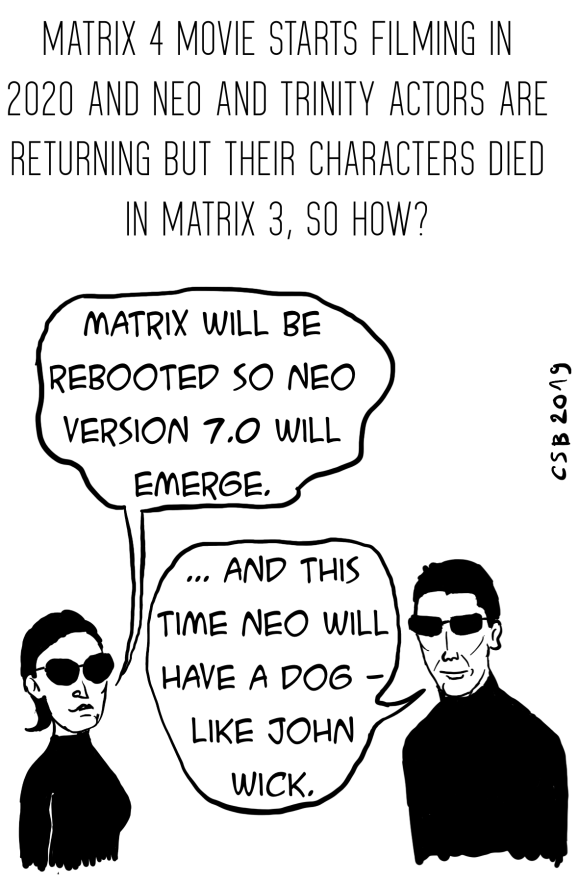 MATRIX 4 MOVIE STARTS FILMING IN
2020 AND NEO AND TRINITY ACTORS ARE
RETURNING BUT THEIR CHARACTERS DIED
IN MATRIX 3, SO HOW?
MATRIX WILL BE
REBOOTED SO NEO
VERSION 7.0 WILL
EMERGE.
... AND THIS
TIME NEO WILL
HAVE A DOG –
LIKE JOHN
WICK.
CSB 2019